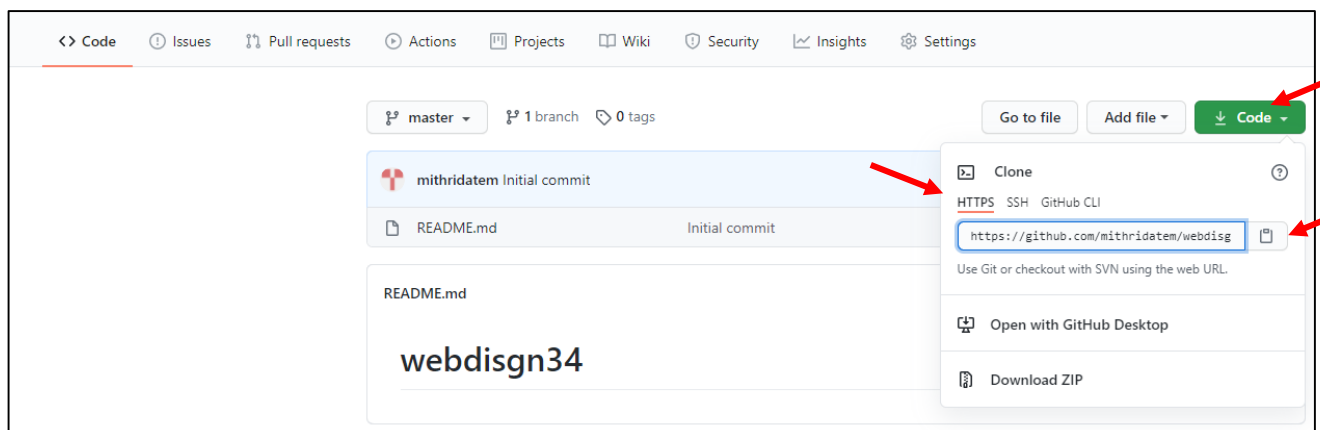 <> Code Issues Pull requests Actions Projects Wiki Security Insights Settings
master 1 branch 0 tags Go to file Add file Code
mithridatem Initial commit
README.md Initial commit
Clone
HTTPS SSH GitHub CLI
https://github.com/mithridatem/webdisg
Use Git or checkout with SVN using the web URL.
Open with GitHub Desktop
Download ZIP
README.md
webdisgn34